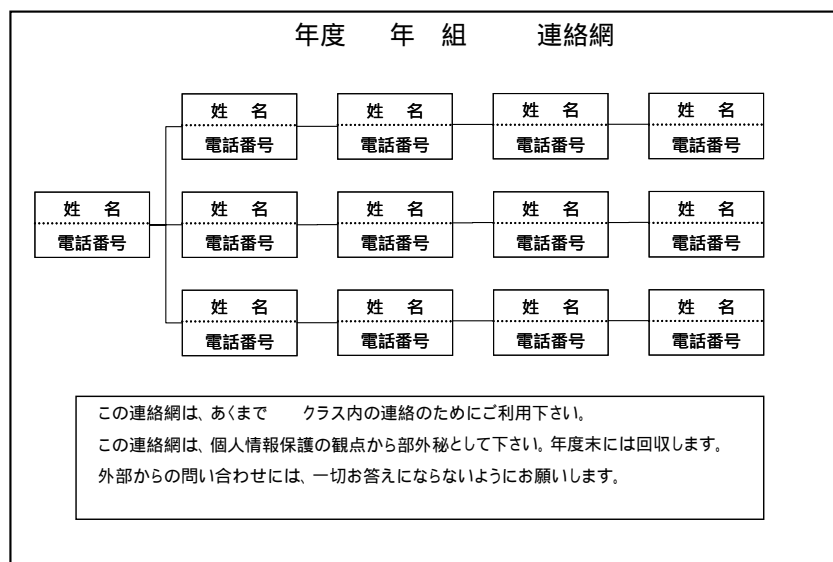 年度 年 組 連絡網
姓 名 姓 名 姓 名 姓 名
電話番号 電話番号 電話番号 電話番号
姓 名 姓 名 姓 名 姓 名 姓 名
電話番号 電話番号 電話番号 電話番号 電話番号
姓 名 姓 名 姓 名 姓 名
電話番号 電話番号 電話番号 電話番号
この連絡網は、あくまで クラス内の連絡のためにご利用下さい。
この連絡網は、個人情報保護の観点から部外秘として下さい。年度末には回収します。
外部からの問い合わせには、一切お答えにならないようにお願いします。